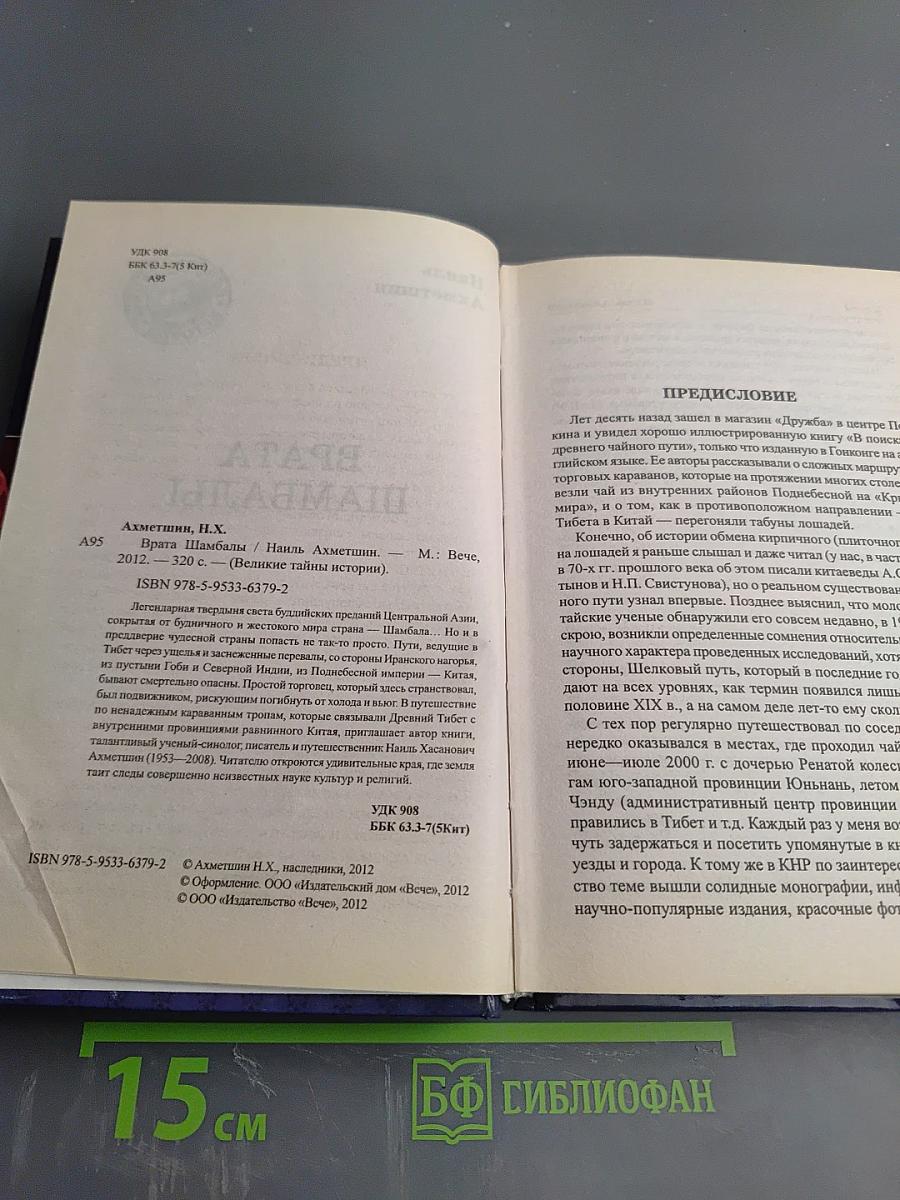 УДК 908
ББК 63.3-7(5 Кит)
А95
Ахметшин, Н.Х.
А95 Врата Шамбалы / Наиль Ахметшин. — М.: Вече,
2012. — 320 с. — (Великие тайны истории).
ISBN 978-5-9533-6379-2
Легендарная твердыня света буддийских преданий Центральной Азии,
сокрытая от будничного и жестокого мира страна — Шамбала... Но и в
преддверие чудесной страны попасть не так-то просто. Пути, ведущие в
Тибет через ущелья и заснеженные перевалы, со стороны Иранского нагорья,
из пустыни Гоби и Северной Индии, из Поднебесной империи — Китая,
бывают смертельно опасны. Простой торговец, который здесь странствовал,
был подвижником, рискующим погибнуть от холода и вьюг. В путешествие
по ненадежным караванным тропам, которые связывали Древний Тибет с
внутренними провинциями равнинного Китая, приглашает автор книги,
талантливый ученый-синолог, писатель и путешественник Наиль Хасанович
Ахметшин (1953—2008). Читателю откроются удивительные края, где земля
таит следы совершенно неизвестных науке культур и религий.
УДК 908
ББК 63.3-7(5Кит)
ISBN 978-5-9533-6379-2
© Ахметшин Н.Х., наследники, 2012
© Оформление. ООО «Издательский дом «Вече», 2012
© ООО «Издательство «Вече», 2012
ПРЕДИСЛОВИЕ
Лет десять назад зашел в магазин «Дружба» в центре Пе
кина и увидел хорошо иллюстрированную книгу «В поиск
древнего чайного пути», только что изданную в Гонконге на а
глийском языке. Ее авторы рассказывали о сложных маршру
торговых караванов, которые на протяжении многих столе
везли чай из внутренних районов Поднебесной на «Кр
мира», и о том, как в противоположном направлении —
Тибета в Китай — перегоняли табуны лошадей.
Конечно, об истории обмена кирпичного (плиточног
на лошадей я раньше слышал и даже читал (у нас, в част
в 70-х гг. прошлого века об этом писали китаеведы А.С
тынов и Н.П. Свистунова), но о реальном существован
ного пути узнал впервые. Позднее выяснил, что моло
тайские ученые обнаружили его совсем недавно, в 19
скрою, возникли определенные сомнения относитель
научного характера проведенных исследований, хотя
стороны, Шелковый путь, который в последние го
дают на всех уровнях, как термин появился лишь
половине XIX в., а на самом деле лет-то ему скол
С тех пор регулярно путешествовал по сосед
нередко оказывался в местах, где проходил чай
июне—июле 2000 г. с дочерью Ренатой колеси
гам юго-западной провинции Юньнань, летом
Чэнду (административный центр провинции
правились в Тибет и т.д. Каждый раз у меня вот
чуть задержаться и посетить упомянутые в кн
уезды и города. К тому же в КНР по заинтерес
ство теме вышли солидные монографии, инф
научно-популярные издания, красочные фот
15 см
БФ БИБЛИОФАН